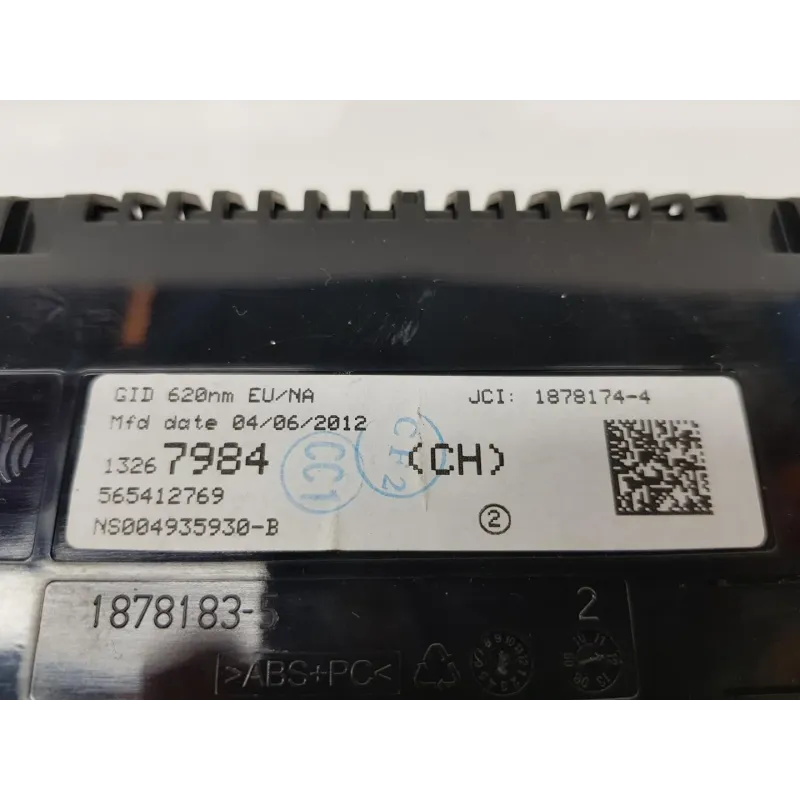 GID 620nm EU/NA JCI: 1878174-4
Mfd date 04/06/2012
1326 7984 (CH)
CC1
CH2
565412769
NS004935930-B
2
1878183-5 2
>ABS+PC<